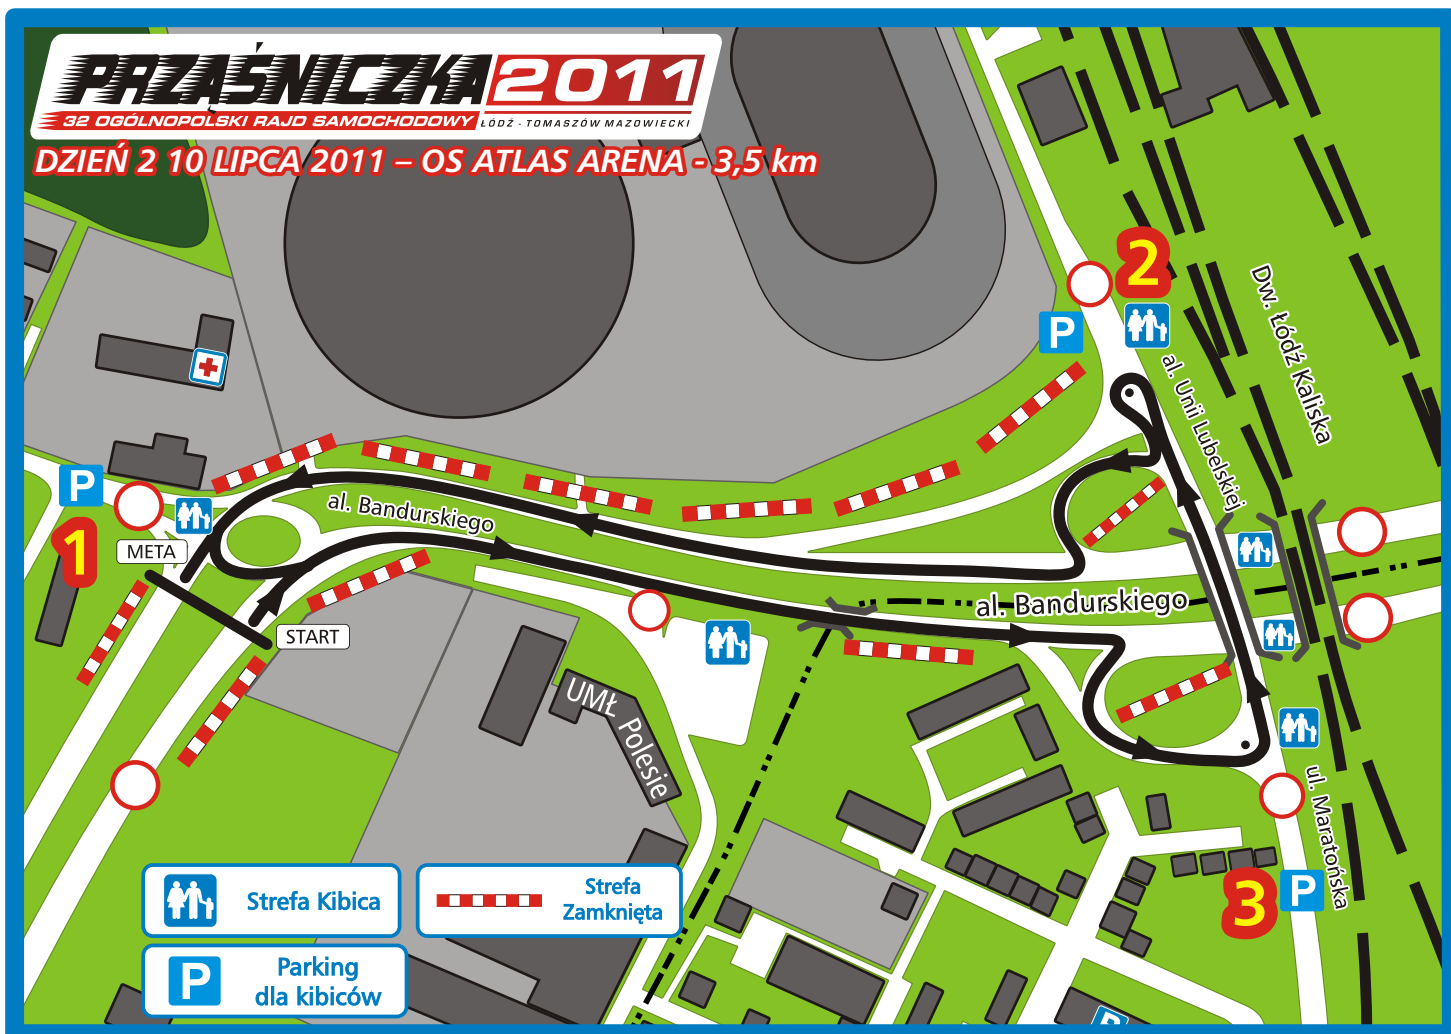 PRZĄŚNICZKA 2011
32 OGÓLNOPOLSKI RAJD SAMOCHODOWY
ŁÓDŹ - TOMASZÓW MAZOWIECKI
DZIEŃ 2 10 LIPCA 2011 – OS ATLAS ARENA - 3,5 km
2
P
Dw. Łódź Kaliska
al. Unii Lubelskiej
P
1
META
al. Bandurskiego
START
al. Bandurskiego
UMŁ Polesie
ul. Maratońska
3
P
Strefa Kibica
Strefa
Zamknięta
P
Parking
dla kibiców
P